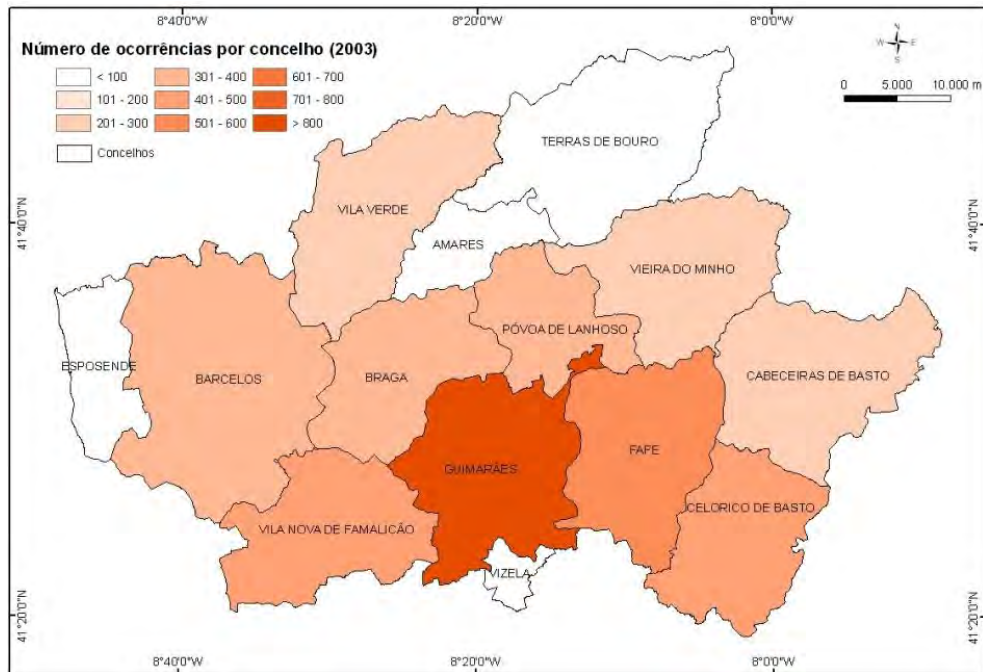 8°40'0"W 8°20'0"W 8°0'0"W
Número de ocorrências por concelho (2003)
< 100 301 - 400 601 - 700
101 - 200 401 - 500 701 - 800
201 - 300 501 - 600 > 800
Concelhos
N
W E
S
0 5.000 10.000 m
TERRAS DE BOURO
VILA VERDE
41°40'0"N 41°40'0"N
AMARES
VIEIRA DO MINHO
PÓVOA DE LANHOSO
ESPOSENDE
BARCELOS
BRAGA
CABECEIRAS DE BASTO
GUIMARÃES
FAFE
CELORICO DE BASTO
VILA NOVA DE FAMALICÃO
VIZELA
41°20'0"N 41°20'0"N
8°40'0"W 8°20'0"W 8°0'0"W